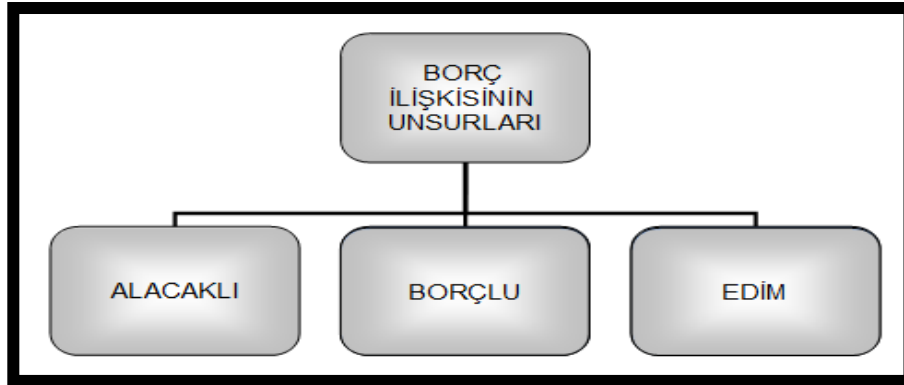 BORÇ
İLİŞKİSİNİN
UNSURLARI
ALACAKLI
BORÇLU
EDİM